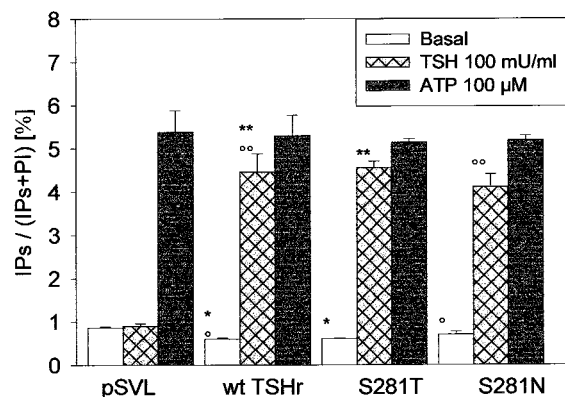 8
7
6
5
4
3
2
1
0
IPs / (IPs+PI) [%]
Basal
TSH 100 mU/ml
ATP 100 µM
**
°°
**
°°
*
°
*
°
pSVL
wt TSHr
S281T
S281N